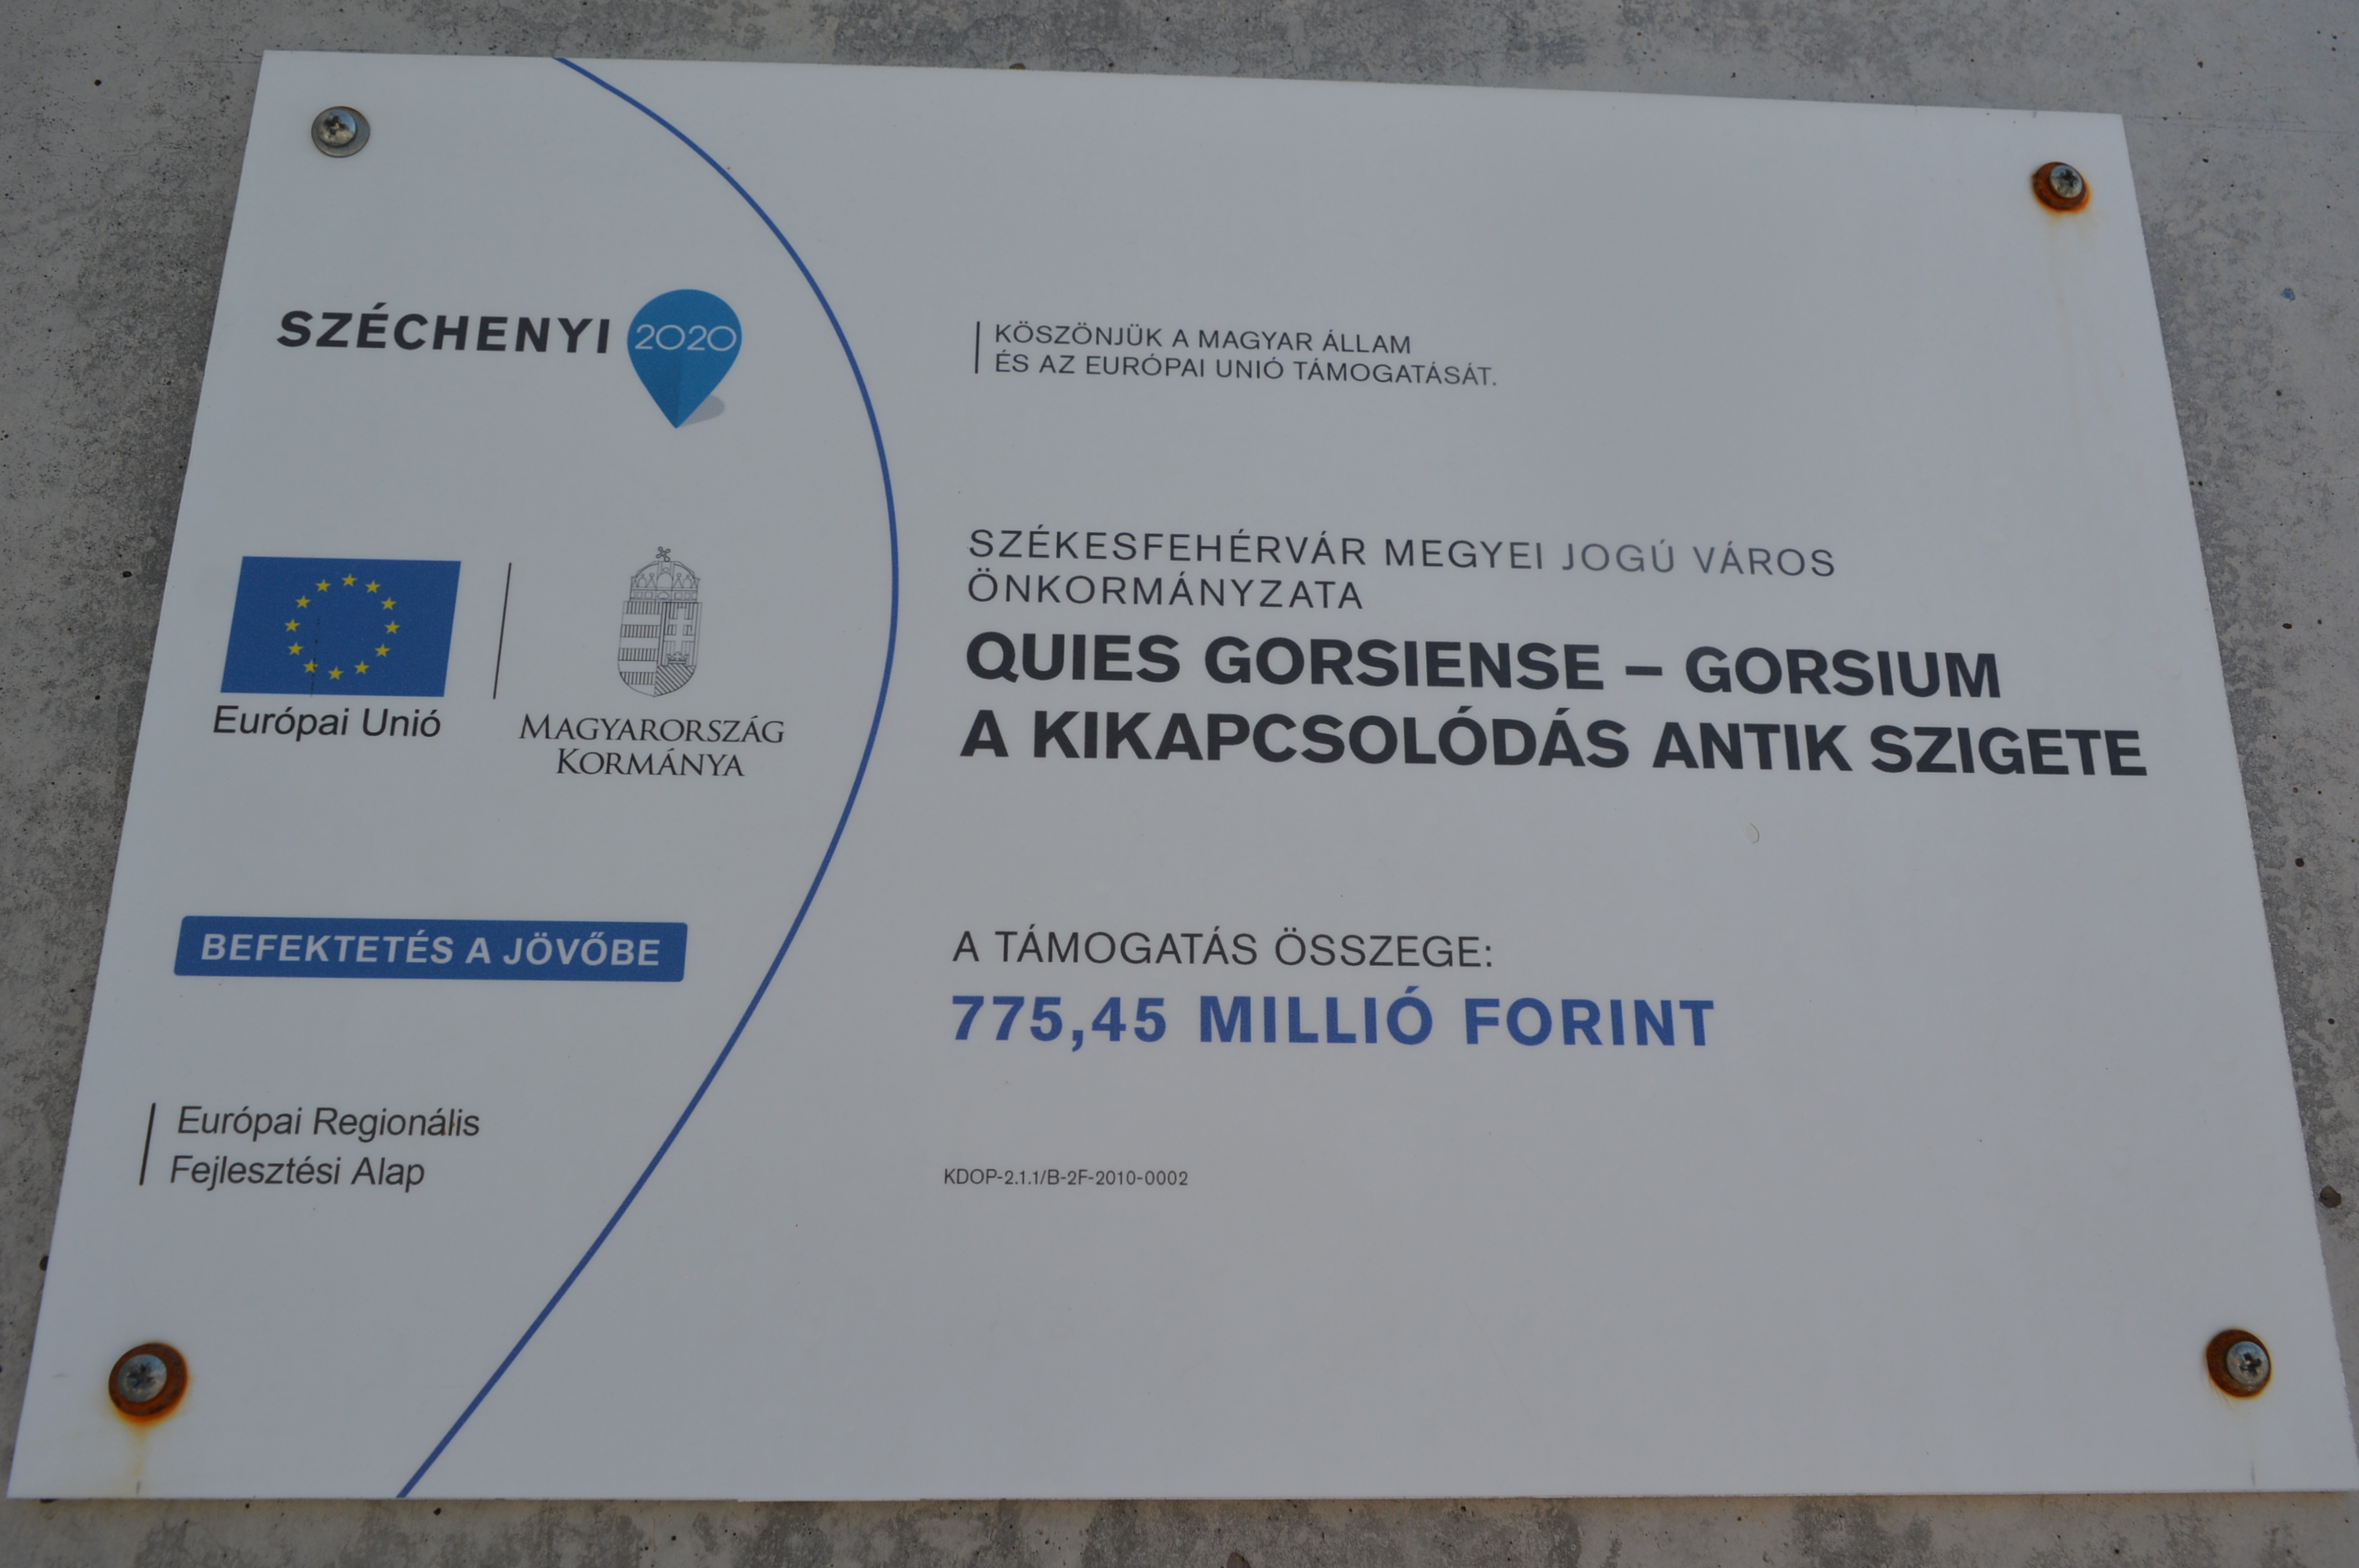 SZÉCHENYI 2020
Európai Unió
MAGYARORSZÁG
KORMÁNYA
BEFEKTETÉS A JÖVŐBE
Európai Regionális
Fejlesztési Alap
KÖSZÖNJÜK A MAGYAR ÁLLAM
ÉS AZ EURÓPAI UNIÓ TÁMOGATÁSÁT.
SZÉKESFEHÉRVÁR MEGYEI JOGÚ VÁROS
ÖNKORMÁNYZATA
QUIES GORSIENSE – GORSIUM
A KIKAPCSOLÓDÁS ANTIK SZIGETE
A TÁMOGATÁS ÖSSZEGE:
775,45 MILLIÓ FORINT
KDOP-2.1.1/B-2F-2010-0002